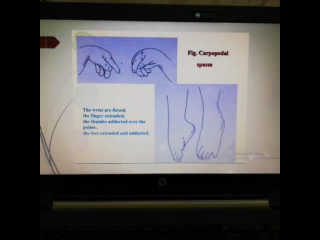 Fig. Carpopedal
spasm
The wrist are flexed,
the finger extended,
the thumbs adducted over the
palms,
the feet extended and adducted.
hp